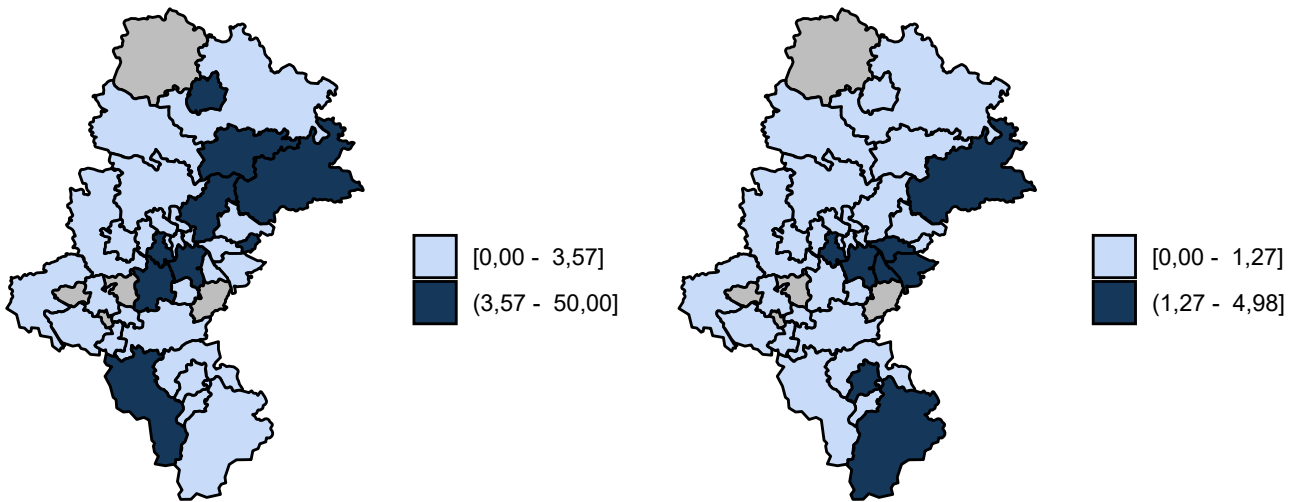 [0,00 - 3,57]
(3,57 - 50,00]
[0,00 - 1,27]
(1,27 - 4,98]